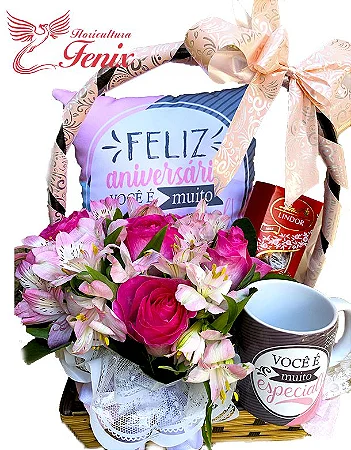 Floricultura
Fenix
FELIZ
aniversári
VOCÊ É muito
LINDOR
VOCÊ É
muito
especial